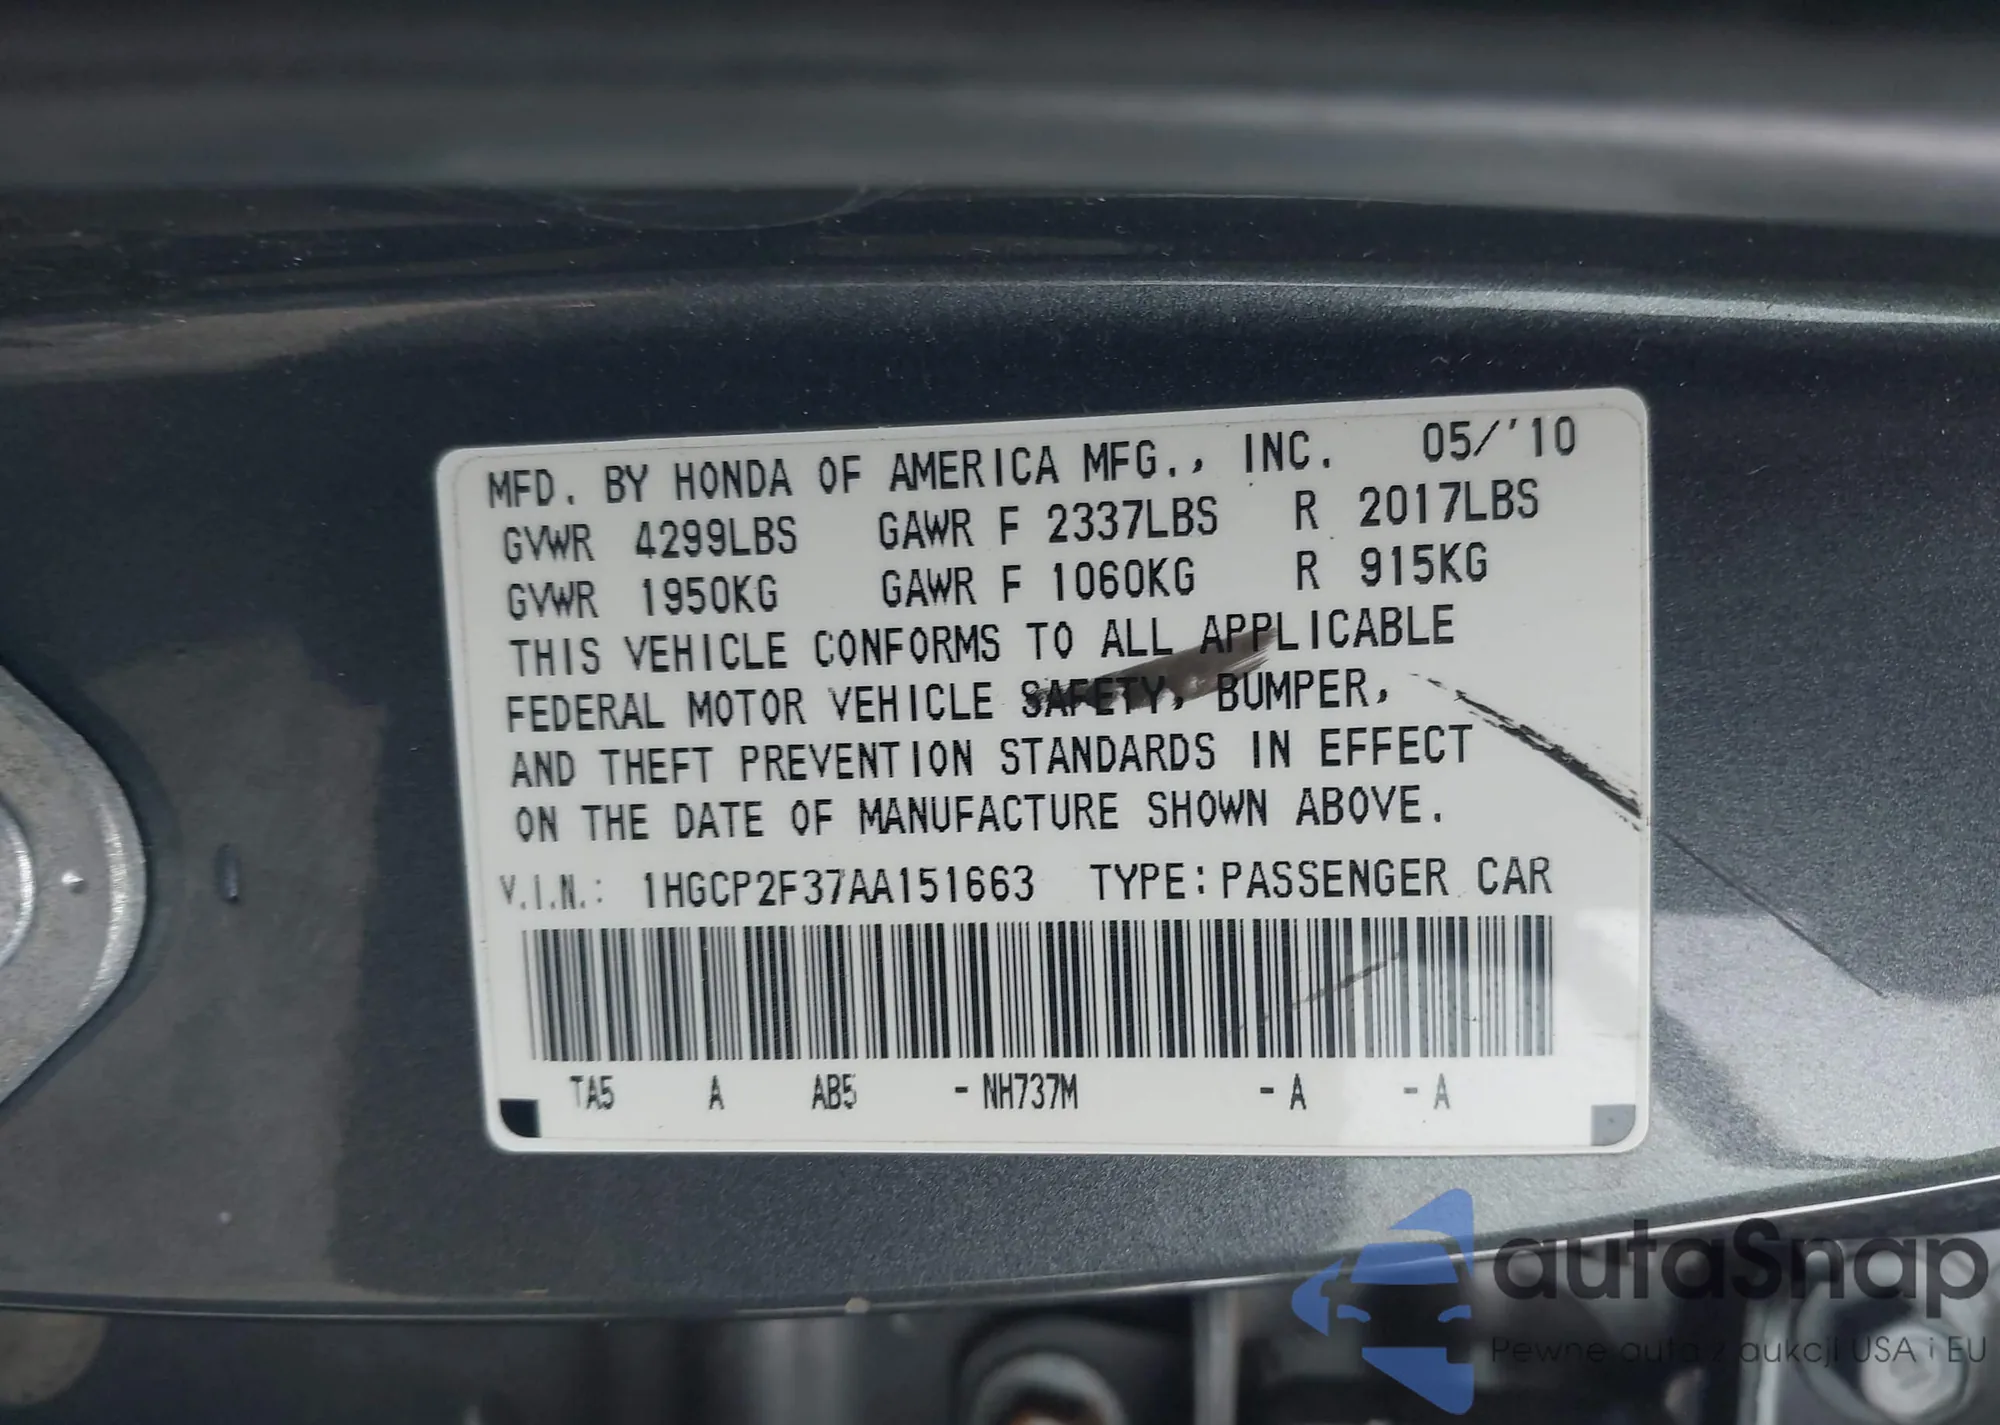 MFD. BY HONDA OF AMERICA MFG., INC. 05/'10
GVWR 4299LBS GAWR F 2337LBS R 2017LBS
GVWR 1950KG GAWR F 1060KG R 915KG
THIS VEHICLE CONFORMS TO ALL APPLICABLE
FEDERAL MOTOR VEHICLE SAFETY, BUMPER,
AND THEFT PREVENTION STANDARDS IN EFFECT
ON THE DATE OF MANUFACTURE SHOWN ABOVE.
V.I.N.: 1HGCP2F37AA151663 TYPE: PASSENGER CAR
TA5 A AB5 - NH737M - A - A
autaSnap
Pewne auta z aukcji USA i EU